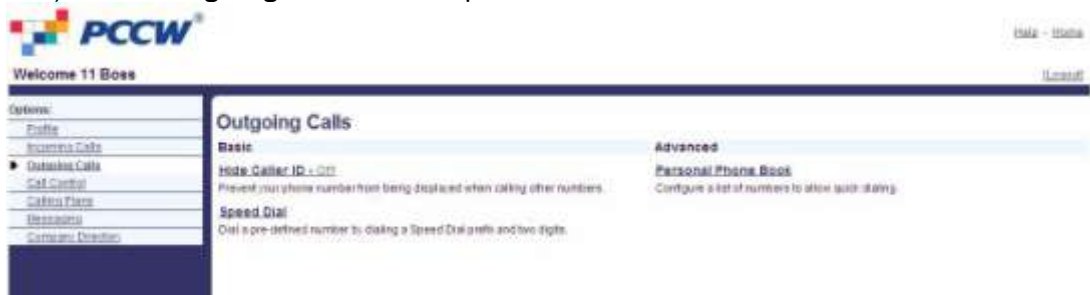 PCCW®
Help - Home
Welcome 11 Boss
[Logout]
Options:
Profile
Incoming Calls
Outgoing Calls
Call Control
Calling Plans
Messaging
Company Direction
Outgoing Calls
Basic
Advanced
Hide Caller ID - Off
Prevent your phone number from being displayed when calling other numbers.
Personal Phone Book
Configure a list of numbers to allow quick dialing.
Speed Dial
Dial a pre-defined number by dialing a Speed Dial prefix and two digits.